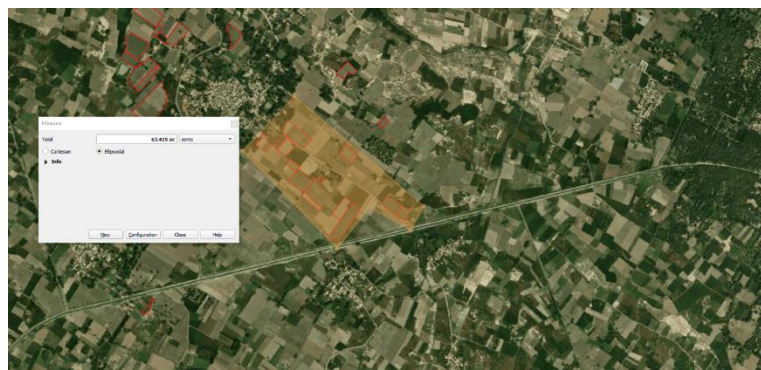 Measure
Total 63.415 ac acres
Cartesian Ellipsoidal
Info
New Configuration Close Help